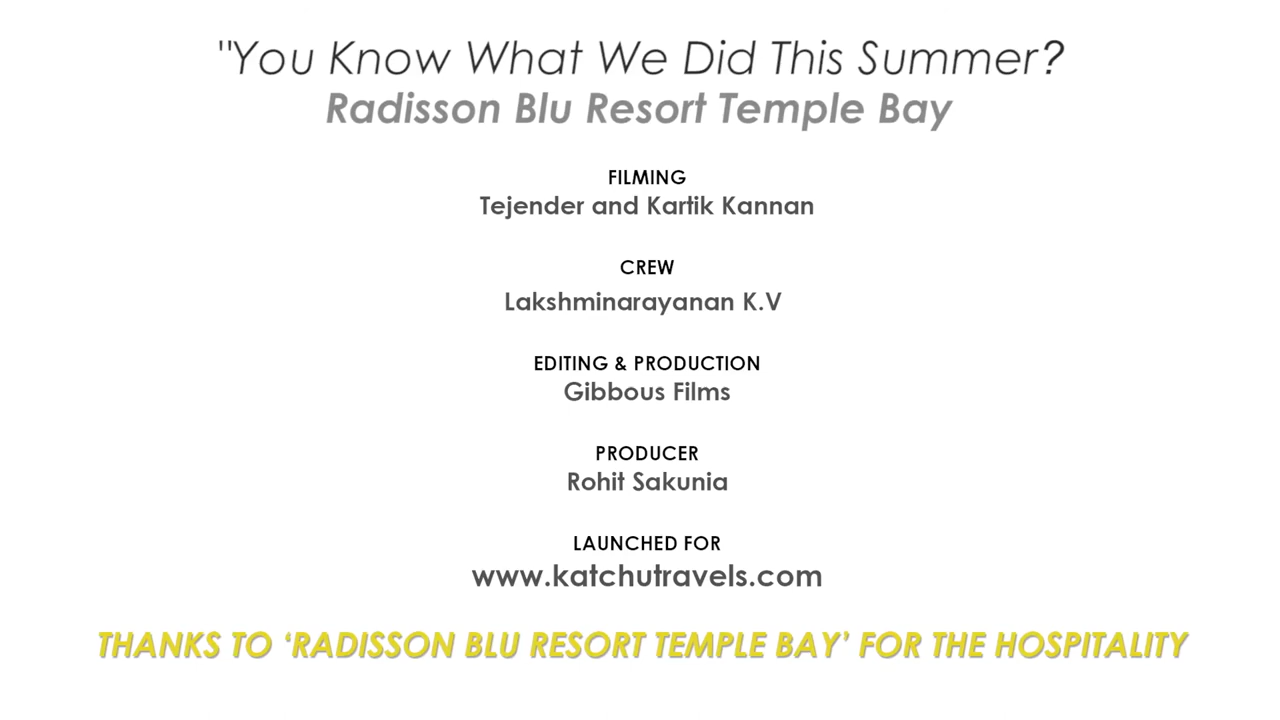 "You Know What We Did This Summer?
Radisson Blu Resort Temple Bay
FILMING
Tejender and Kartik Kannan
CREW
Lakshminarayanan K.V
EDITING & PRODUCTION
Gibbous Films
PRODUCER
Rohit Sakunia
LAUNCHED FOR
www.katchutravels.com
THANKS TO ‘RADISSON BLU RESORT TEMPLE BAY’ FOR THE HOSPITALITY